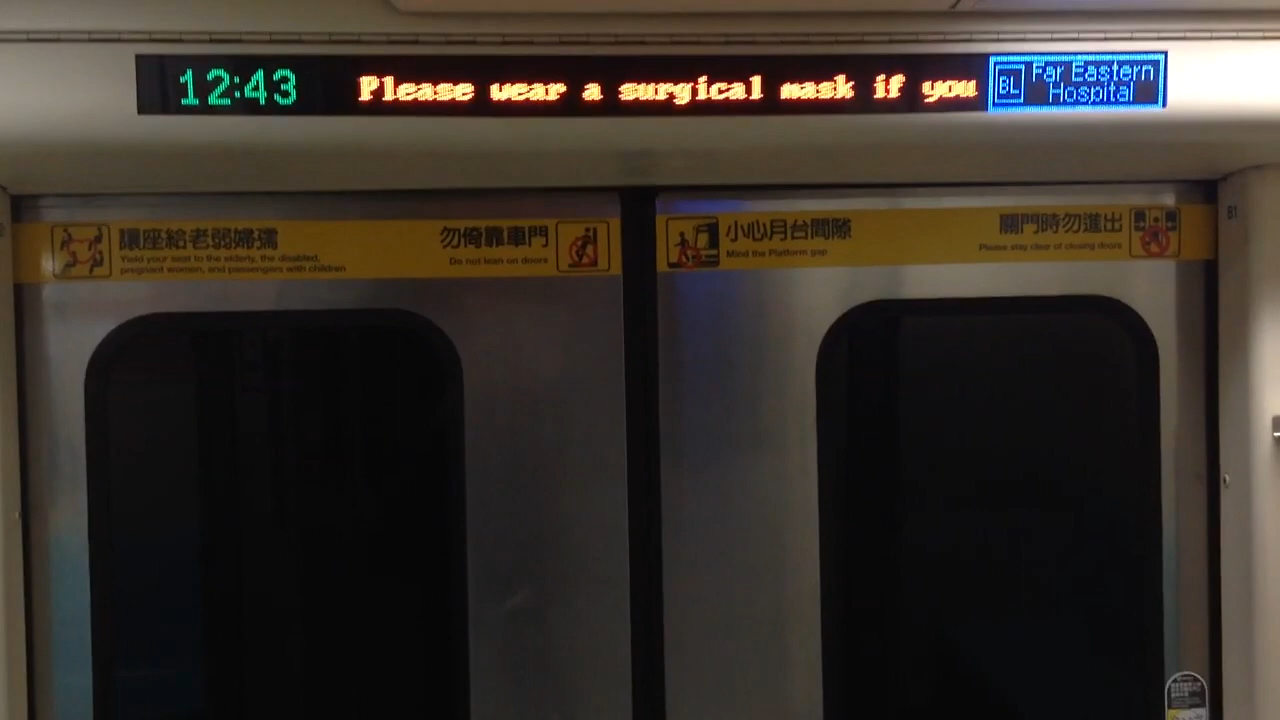 12:43
Please wear a surgical mask if you
BL
Far Eastern
Hospital
讓座給老弱婦孺
Yield your seat to the elderly, the disabled,
pregnant women, and passengers with children
勿倚靠車門
Do not lean on doors
小心月台間隙
Mind the Platform gap
關門時勿進出
Please stay clear of closing doors
B1